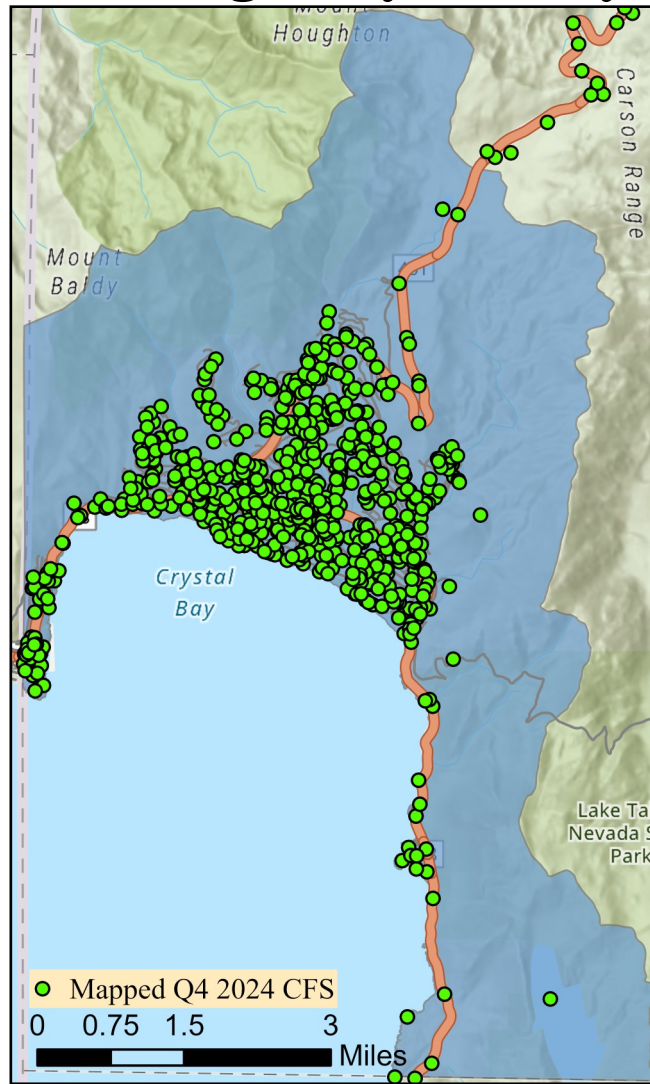 Houghton
Carson Range
Mount
Baldy
Crystal
Bay
Lake Ta
Nevada S
Park
Mapped Q4 2024 CFS
0 0.75 1.5 3
Miles